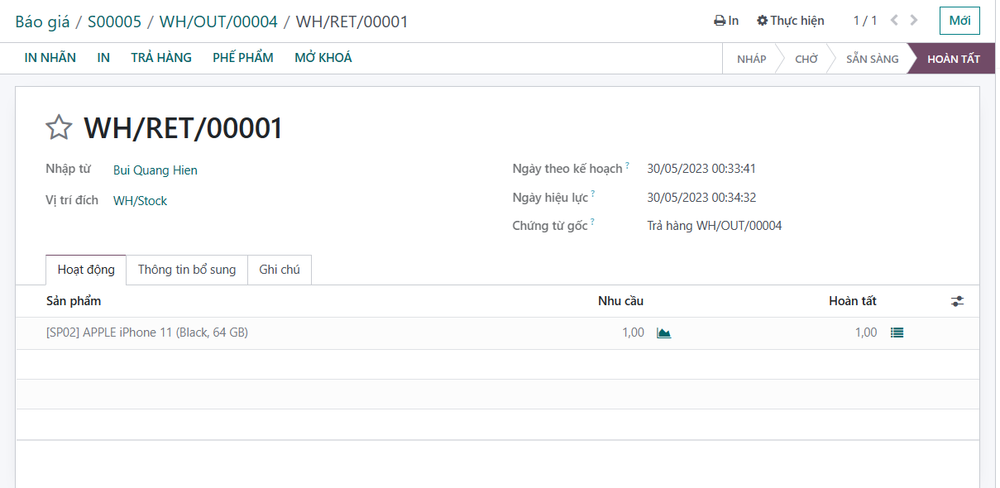 Báo giá / S00005 / WH/OUT/00004 / WH/RET/00001
In Thực hiện 1 / 1 Mới
IN NHÃN IN TRẢ HÀNG PHẾ PHẨM MỞ KHOÁ
NHÁP CHỜ SẴN SÀNG HOÀN TẤT
WH/RET/00001
Nhập từ Bui Quang Hien
Vị trí đích WH/Stock
Ngày theo kế hoạch ? 30/05/2023 00:33:41
Ngày hiệu lực ? 30/05/2023 00:34:32
Chứng từ gốc ? Trả hàng WH/OUT/00004
Hoạt động Thông tin bổ sung Ghi chú
Sản phẩm Nhu cầu Hoàn tất
[SP02] APPLE iPhone 11 (Black, 64 GB) 1,00 1,00